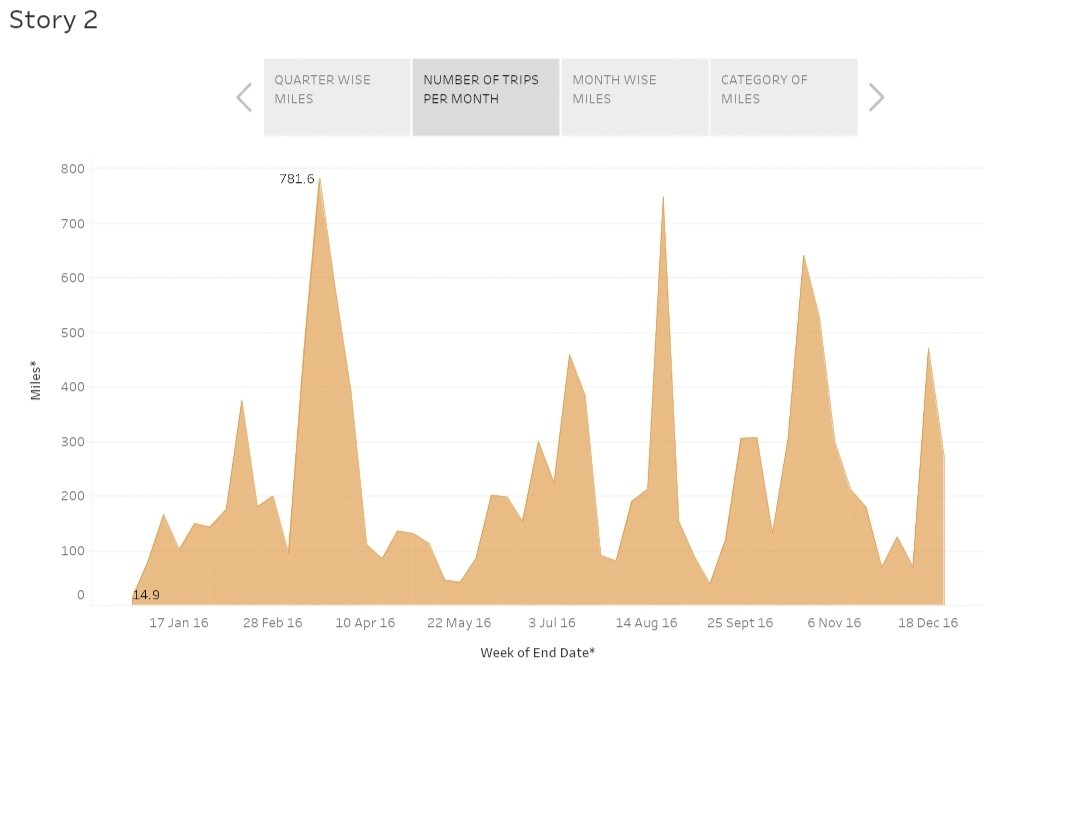 Story 2
QUARTER WISE
MILES
NUMBER OF TRIPS
PER MONTH
MONTH WISE
MILES
CATEGORY OF
MILES
800
700
600
500
400
300
200
100
0
Miles*
781.6
14.9
17 Jan 16
28 Feb 16
10 Apr 16
22 May 16
3 Jul 16
14 Aug 16
25 Sept 16
6 Nov 16
18 Dec 16
Week of End Date*